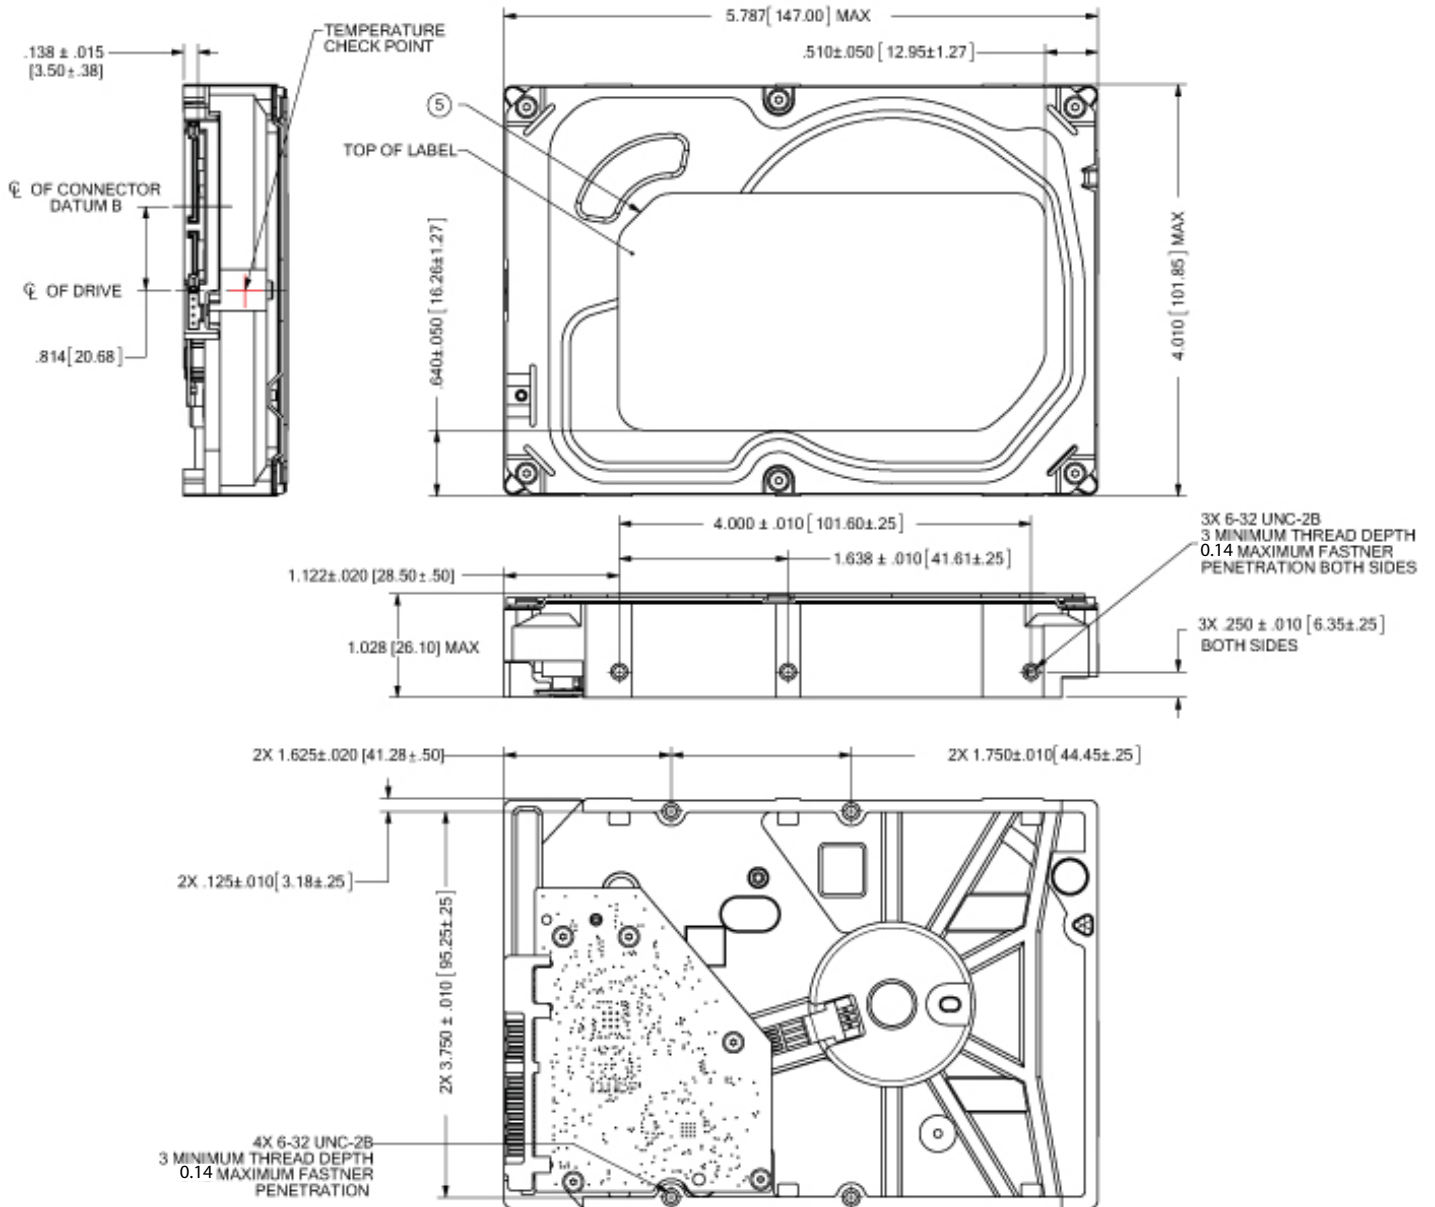 5.787[147.00] MAX
TEMPERATURE
CHECK POINT
.138 ± .015
[3.50±.38]
.510±.050 [12.95±1.27]
5
TOP OF LABEL
℄ OF CONNECTOR
DATUM B
℄ OF DRIVE
.814[20.68]
.640±.050 [16.26±1.27]
4.010 [101.85] MAX
4.000 ± .010 [101.60±.25]
1.638 ± .010 [41.61±.25]
1.122±.020 [28.50±.50]
3X 6-32 UNC-2B
3 MINIMUM THREAD DEPTH
0.14 MAXIMUM FASTNER
PENETRATION BOTH SIDES
1.028 [26.10] MAX
3X .250 ± .010 [6.35±.25]
BOTH SIDES
2X 1.625±.020 [41.28±.50]
2X 1.750±.010[44.45±.25]
2X .125±.010[3.18±.25]
2X 3.750 ± .010 [95.25±.25]
4X 6-32 UNC-2B
3 MINIMUM THREAD DEPTH
0.14 MAXIMUM FASTNER
PENETRATION